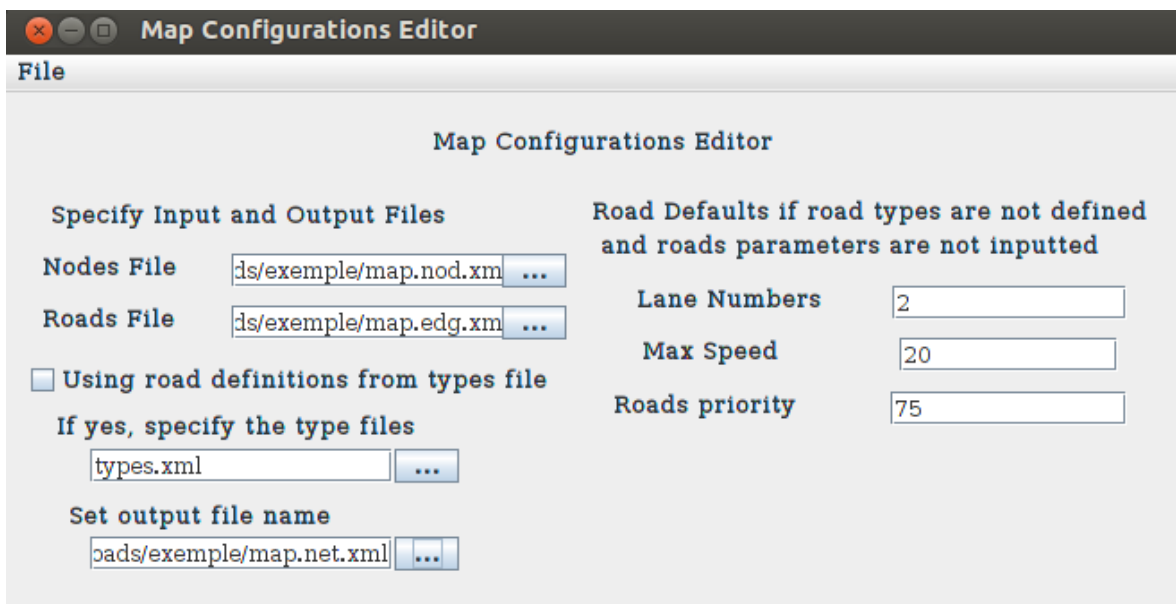 Map Configurations Editor
File
Map Configurations Editor
Specify Input and Output Files
Nodes File ds/exemple/map.nod.xm ...
Roads File ds/exemple/map.edg.xm ...
Using road definitions from types file
If yes, specify the type files
types.xml ...
Set output file name
oads/exemple/map.net.xml ...
Road Defaults if road types are not defined
and roads parameters are not inputted
Lane Numbers 2
Max Speed 20
Roads priority 75